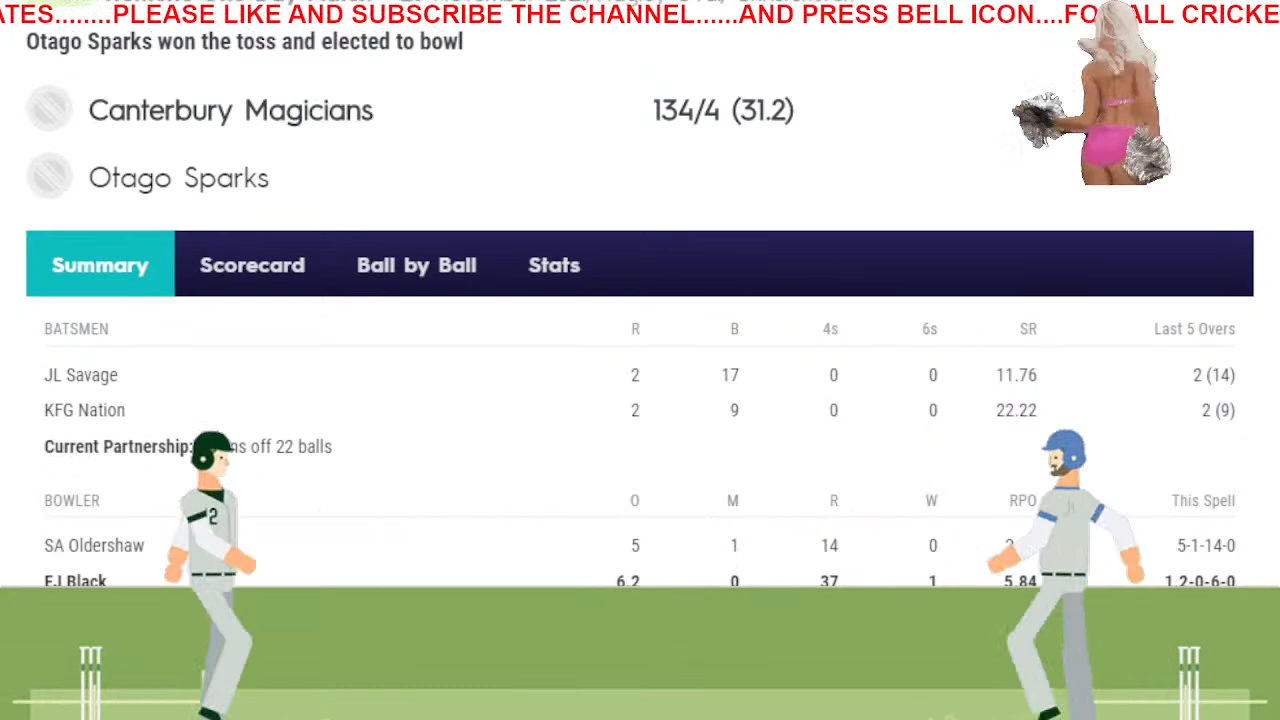 ATES........PLEASE LIKE AND SUBSCRIBE THE CHANNEL......AND PRESS BELL ICON....FO ALL CRICKE
Otago Sparks won the toss and elected to bowl
Canterbury Magicians 134/4 (31.2)
Otago Sparks
Summary Scorecard Ball by Ball Stats
BATSMEN R B 4s 6s SR Last 5 Overs
JL Savage 2 17 0 0 11.76 2 (14)
KFG Nation 2 9 0 0 22.22 2 (9)
Current Partnership: ns off 22 balls
BOWLER O M R W RPO This Spell
SA Oldershaw 5 1 14 0 5-1-14-0
EJ Black 6.2 0 37 1 5.84 1.2-0-6-0
2